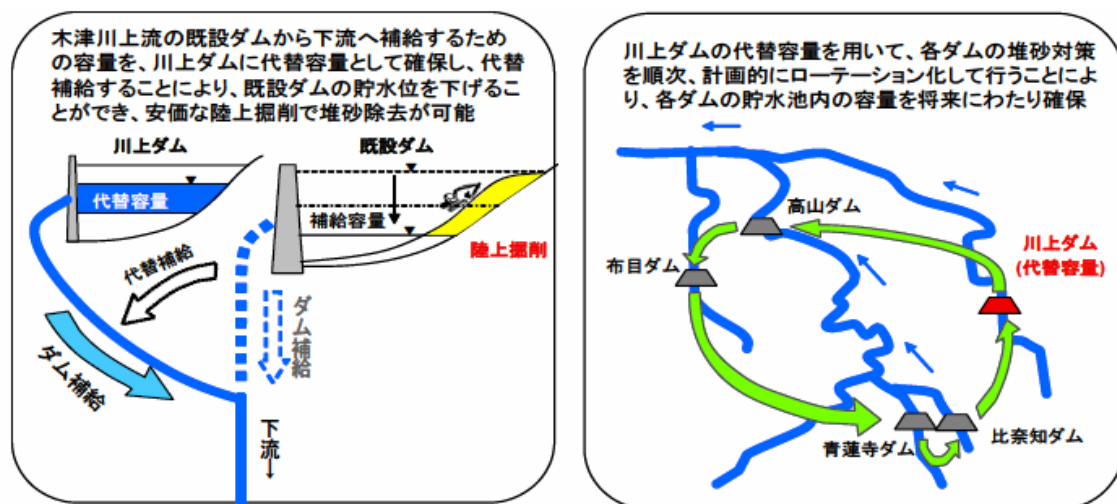 木津川上流の既設ダムから下流へ補給するため
の容量を、川上ダムに代替容量として確保し、代替
補給することにより、既設ダムの貯水位を下げるこ
とができ、安価な陸上掘削で堆砂除去が可能
川上ダム
既設ダム
代替容量
補給容量
陸上掘削
代替補給
ダム補給
ダム補給
下流→
川上ダムの代替容量を用いて、各ダムの堆砂対策
を順次、計画的にローテーション化して行うことによ
り、各ダムの貯水池内の容量を将来にわたり確保
高山ダム
川上ダム
(代替容量)
布目ダム
青蓮寺ダム
比奈知ダム